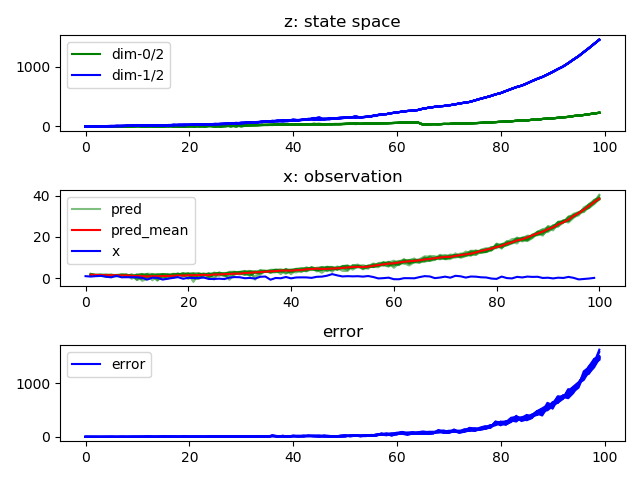 z: state space
dim-0/2
dim-1/2
1000
0
0 20 40 60 80 100
x: observation
pred
pred_mean
x
40
20
0
0 20 40 60 80 100
error
error
1000
0
0 20 40 60 80 100